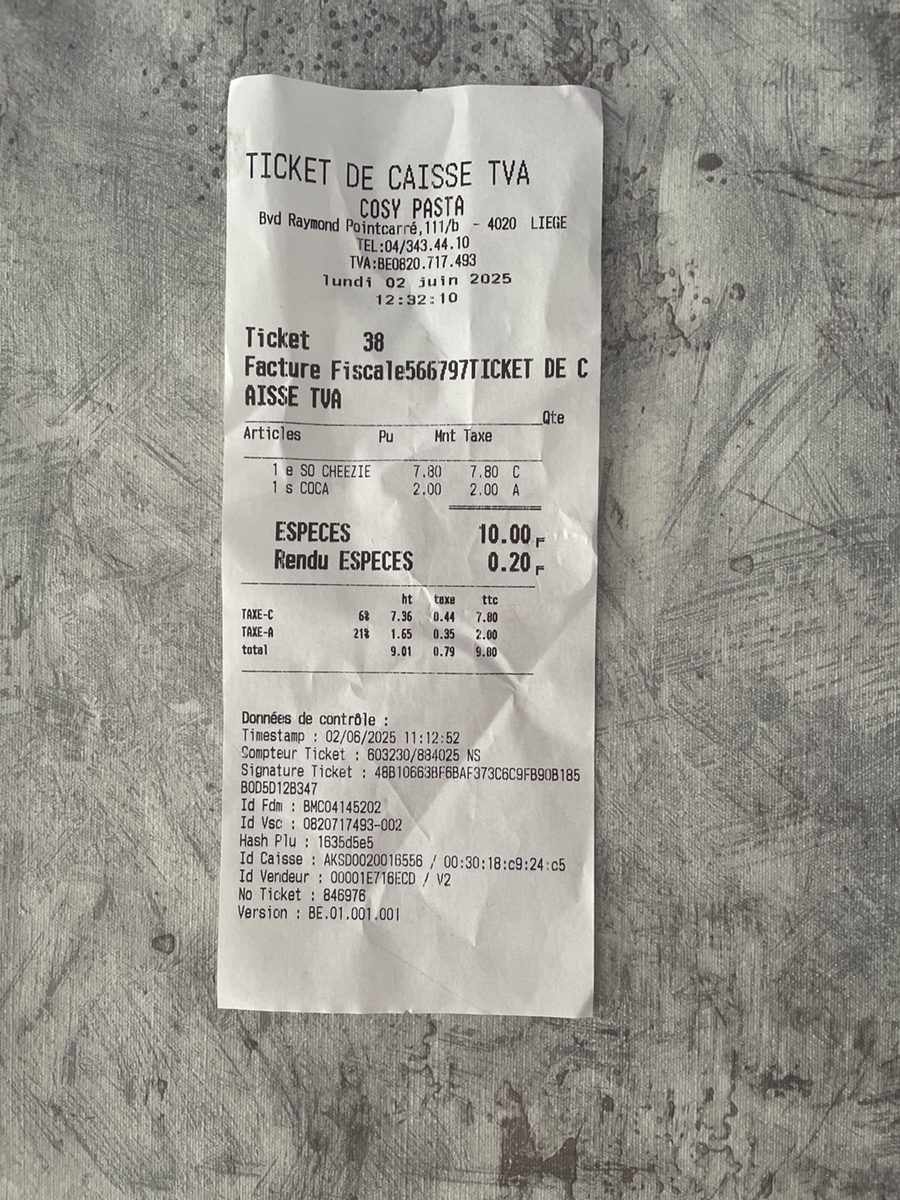 TICKET DE CAISSE TVA
COSY PASTA
Bvd Raymond Pointcarré,111/b - 4020 LIEGE
TEL:04/343.44.10
TVA:BE0820.717.493
lundi 02 juin 2025
12:32:10
Ticket 38
Facture Fiscale566797TICKET DE C
AISSE TVA
Qte
Articles Pu Mnt Taxe
1 e SO CHEEZIE 7.80 7.80 C
1 s COCA 2.00 2.00 A
ESPECES 10.00
Rendu ESPECES 0.20
ht taxe ttc
TAXE-C 6% 7.36 0.44 7.80
TAXE-A 21% 1.65 0.35 2.00
total 9.01 0.79 9.80
Données de contrôle :
Timestamp : 02/06/2025 11:12:52
Compteur Ticket : 603230/884025 NS
Signature Ticket : 48B10663BF6BAF373C6C9FB90B185
B0D5D12B347
Id Fdm : BMC04145202
Id Vsc : 0820717493-002
Hash Plu : 1635d5e5
Id Caisse : AKSD0020016556 / 00:30:18:c9:24:c5
Id Vendeur : 00001E716ECD / V2
No Ticket : 846976
Version : BE.01.001.001